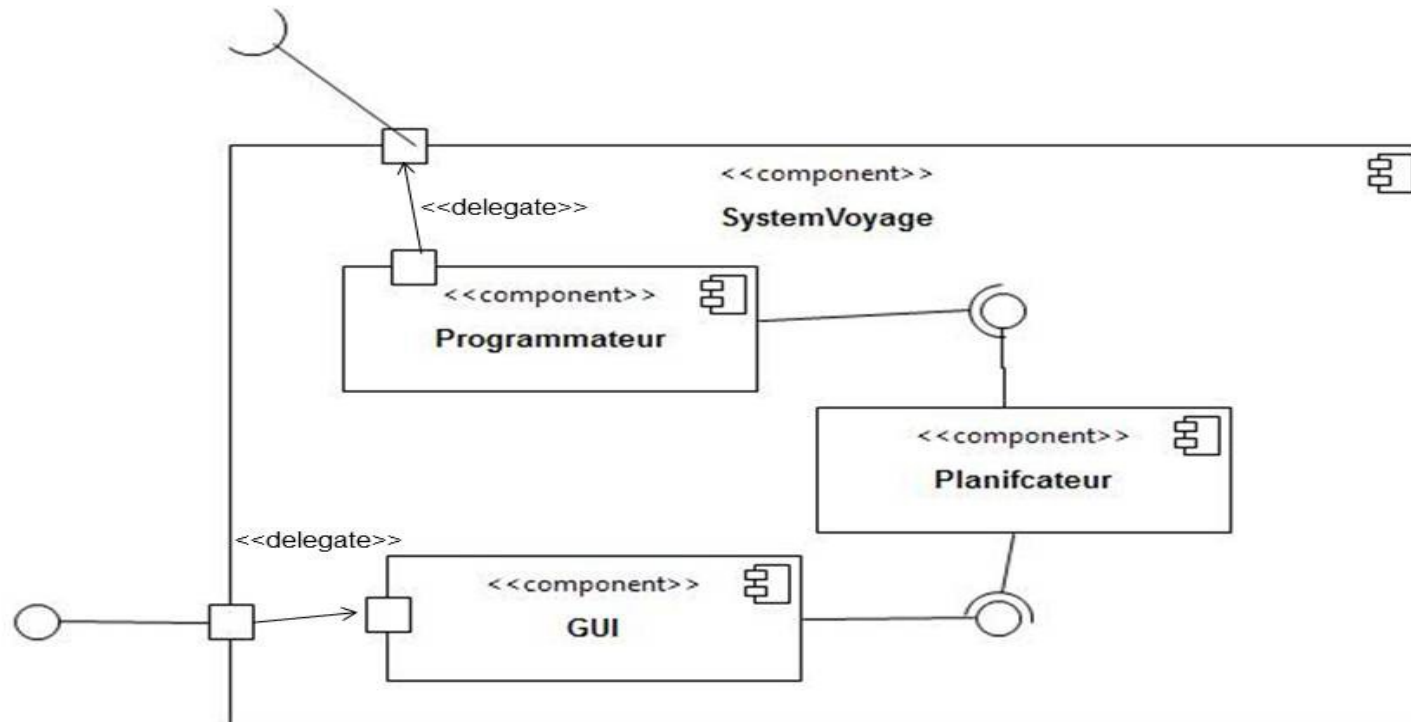 <<component>>
SystemVoyage
<<delegate>>
<<component>>
Programmateur
<<component>>
Planifcateur
<<delegate>>
<<component>>
GUI